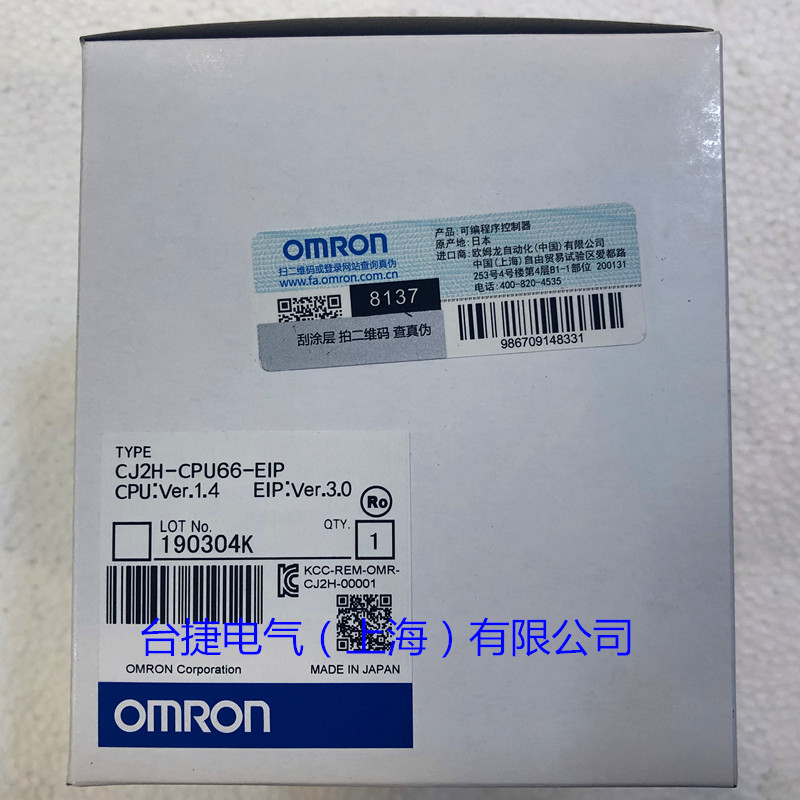 OMRON
扫二维码或登录网站查询真伪
www.fa.omron.com.cn
8137
刮涂层 拍二维码 查真伪
产品: 可编程序控制器
原产地: 日本
进口商: 欧姆龙自动化(中国)有限公司
中国(上海)自由贸易试验区爱都路
253号4号楼第4层B1-1部位 200131
电话: 400-820-4535
986709148331
TYPE
CJ2H-CPU66-EIP
CPU:Ver.1.4 EIP:Ver.3.0
Ro
LOT No. QTY.
190304K 1
KCC-REM-OMR-
CJ2H-00001
台捷电气（上海）有限公司
OMRON Corporation MADE IN JAPAN
OMRON